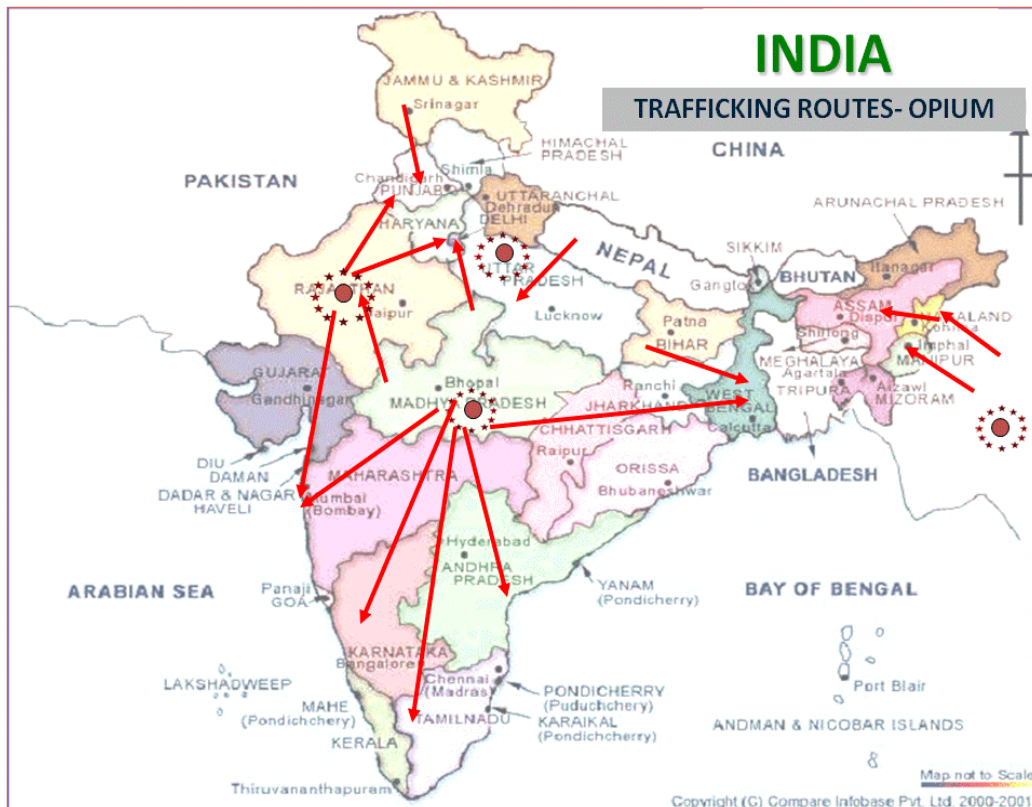 INDIA
TRAFFICKING ROUTES- OPIUM
JAMMU & KASHMIR
Srinagar
HIMACHAL
PRADESH
CHINA
PAKISTAN
Chandigarh
Shimla
PUNJAB
UTTARANCHAL
Dehradun
DELHI
HARYANA
ARUNACHAL PRADESH
NEPAL
SIKKIM
BHUTAN
Itanagar
Gangtok
UTTAR
PRADESH
RAJASTHAN
Jaipur
Lucknow
ASSAM
Dispur
NAGALAND
Kohima
Patna
BIHAR
Shillong
Imphal
MEGHALAYA
MANIPUR
Agartala
TRIPURA
Aizawl
MIZORAM
GUJARAT
Gandhinagar
Bhopal
MADHYA PRADESH
Ranchi
JHARKHAND
WEST
BENGAL
Calcutta
CHHATTISGARH
Raipur
ORISSA
Bhubaneshwar
BANGLADESH
DIU
DAMAN
DADAR & NAGAR
HAVELI
MAHARASHTRA
Mumbai
(Bombay)
Hyderabad
ANDHRA
PRADESH
YANAM
(Pondicherry)
ARABIAN SEA
BAY OF BENGAL
Panaji
GOA
KARNATAKA
Bangalore
Chennai
(Madras)
PONDICHERRY
(Puduchchery)
LAKSHADWEEP
MAHE
(Pondichchery)
TAMILNADU
KARAIKAL
(Pondichchery)
Port Blair
ANDMAN & NICOBAR ISLANDS
KERALA
Thiruvananthapuram
Map not to Scale
Copyright (C) Compare Infobase Pvt. Ltd. 2000-2001